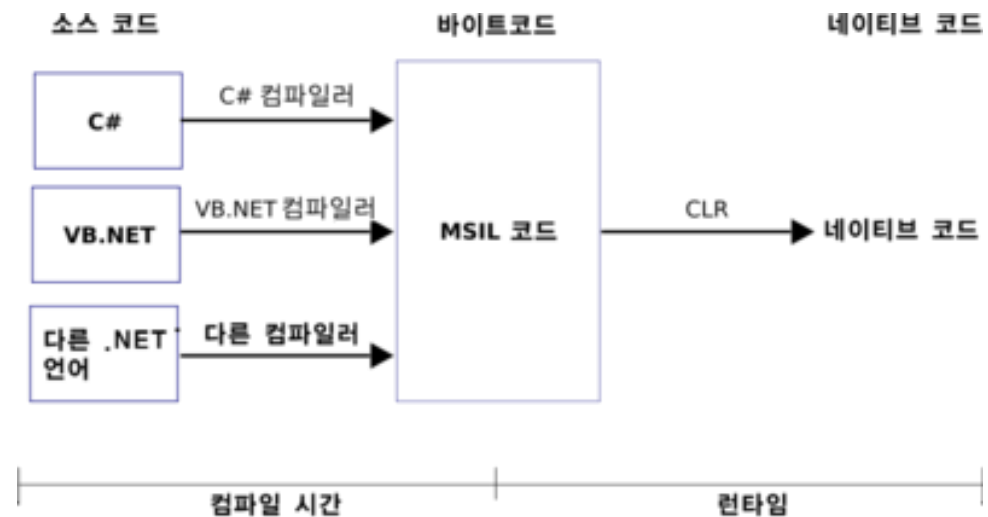 소스 코드
바이트코드
네이티브 코드
C#
C# 컴파일러
VB.NET
VB.NET 컴파일러
MSIL 코드
CLR
네이티브 코드
다른 .NET
언어
다른 컴파일러
컴파일 시간
런타임